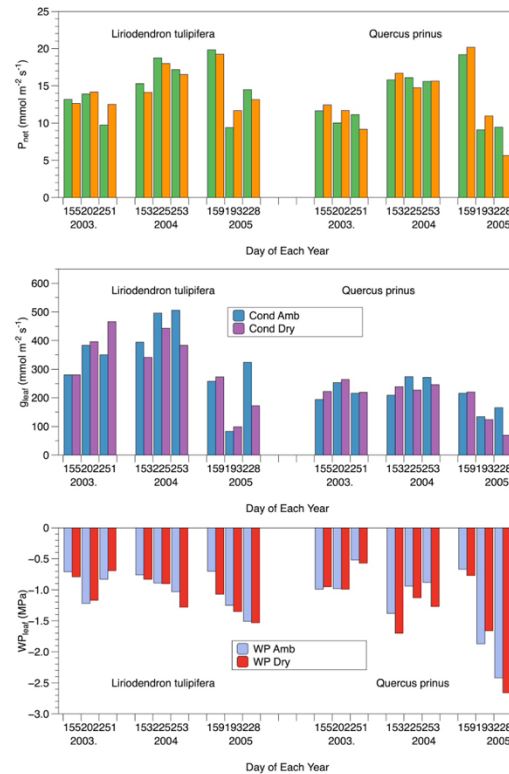 25
Liriodendron tulipifera
Quercus prinus
20
15
10
5
0
Pnet (mmol m⁻² s⁻¹)
155202251 153225253 159193228 155202251 153225253 159193228
2003. 2004 2005 2003. 2004 2005
Day of Each Year
Liriodendron tulipifera
Quercus prinus
600
500
400
300
200
100
0
gleaf (mmol m⁻² s⁻¹)
Cond Amb
Cond Dry
155202251 153225253 159193228 155202251 153225253 159193228
2003. 2004 2005 2003. 2004 2005
Day of Each Year
0
−0.5
−1.0
−1.5
−2.0
−2.5
−3.0
WPleaf (MPa)
WP Amb
WP Dry
Liriodendron tulipifera
Quercus prinus
155202251 153225253 159193228 155202251 153225253 159193228
2003. 2004 2005 2003. 2004 2005
Day of Each Year